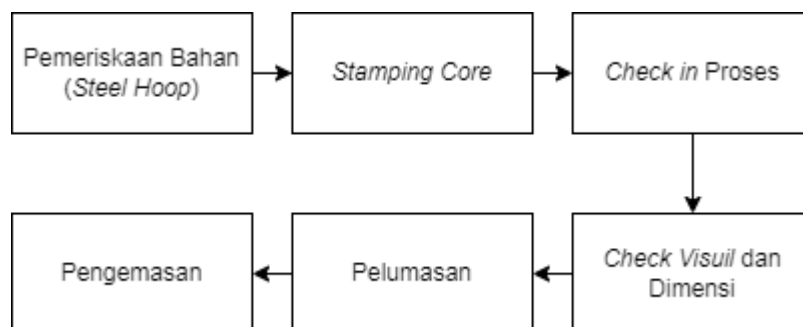 Pemeriskaan Bahan
(Steel Hoop)
Stamping Core
Check in Proses
Check Visuil dan
Dimensi
Pelumasan
Pengemasan